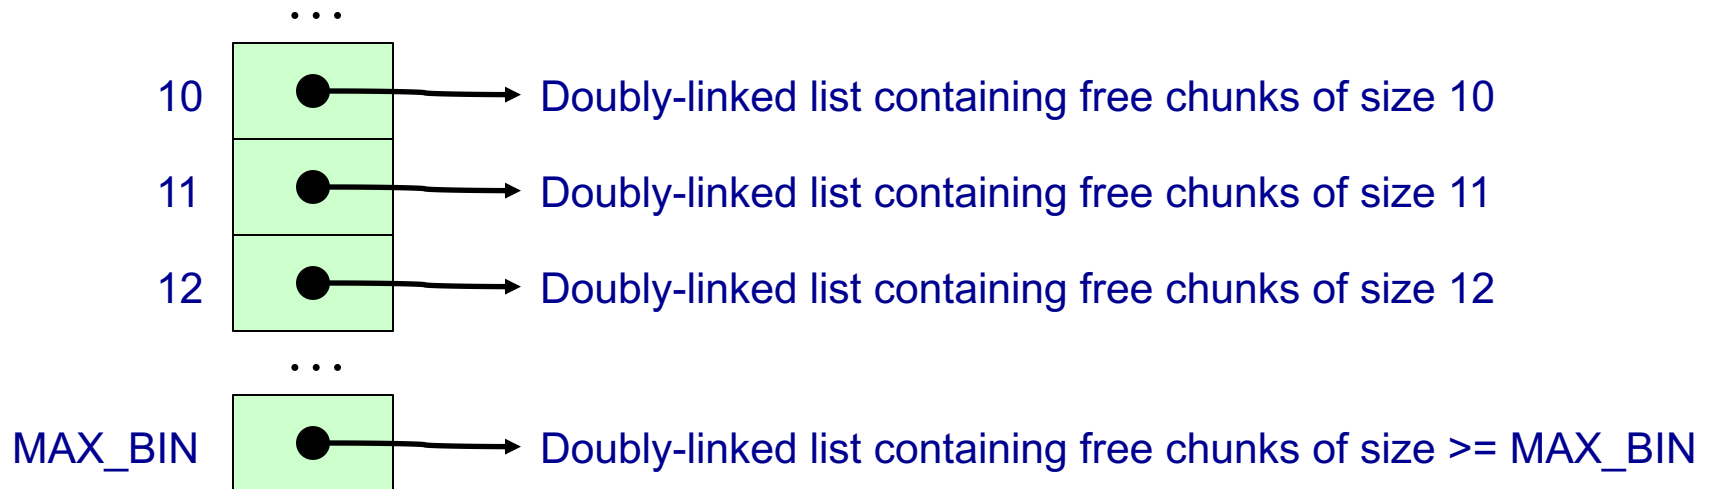 ...
10 Doubly-linked list containing free chunks of size 10
11 Doubly-linked list containing free chunks of size 11
12 Doubly-linked list containing free chunks of size 12
...
MAX_BIN Doubly-linked list containing free chunks of size >= MAX_BIN